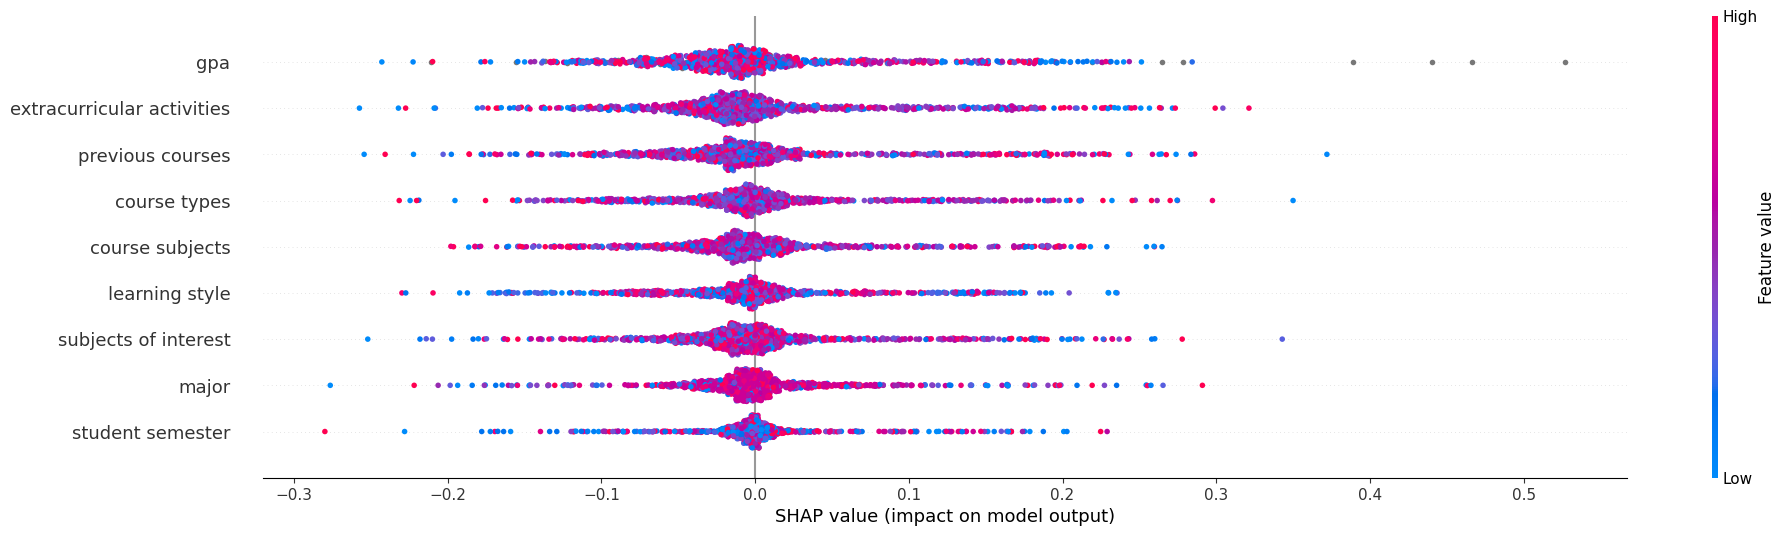 gpa
extracurricular activities
previous courses
course types
course subjects
learning style
subjects of interest
major
student semester
−0.3 −0.2 −0.1 0.0 0.1 0.2 0.3 0.4 0.5
SHAP value (impact on model output)
High
Feature value
Low